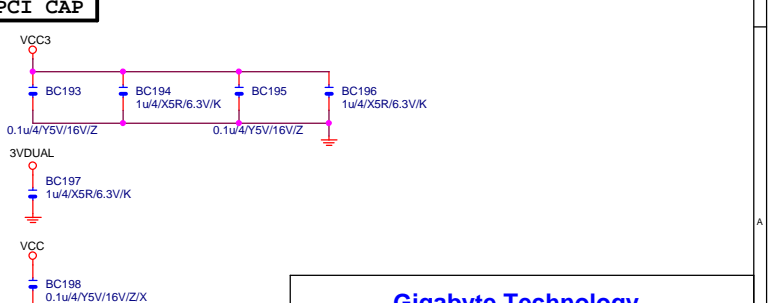 PCI CAP
VCC3
BC193
BC194
1u/4/X5R/6.3V/K
BC195
BC196
1u/4/X5R/6.3V/K
0.1u/4/Y5V/16V/Z
0.1u/4/Y5V/16V/Z
3VDUAL
BC197
1u/4/X5R/6.3V/K
A
VCC
BC198
0.1u/4/Y5V/16V/Z/X
Gigabyte Technology